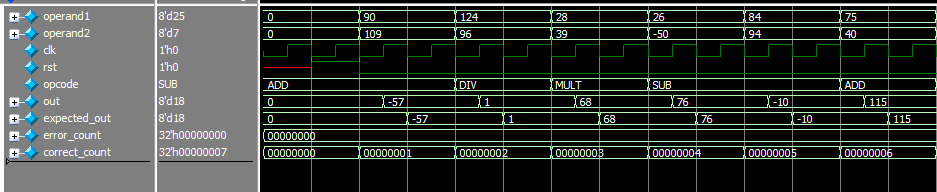 operand1 8'd25 0 90 124 28 26 84 75
operand2 8'd7 0 109 96 39 -50 94 40
clk 1'h0
rst 1'h0
opcode SUB ADD DIV MULT SUB ADD
out 8'd18 0 -57 1 68 76 -10 115
expected_out 8'd18 0 -57 1 68 76 -10 115
error_count 32'h00000000 00000000
correct_count 32'h00000007 00000000 00000001 00000002 00000003 00000004 00000005 00000006